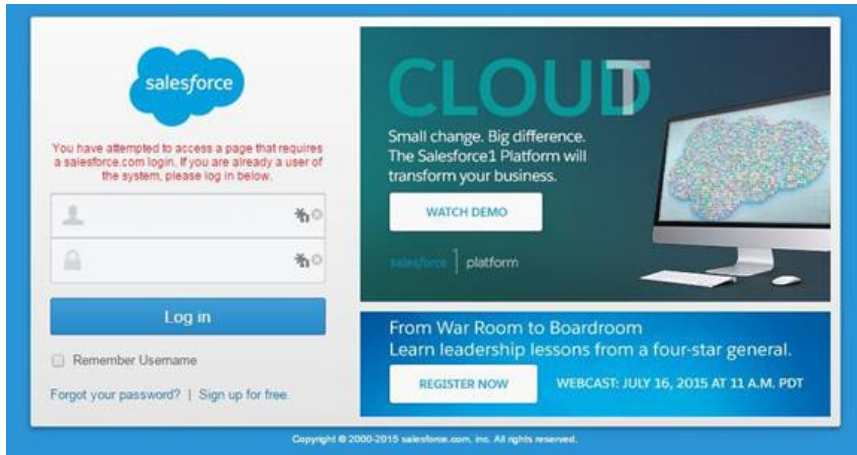 salesforce
You have attempted to access a page that requires
a salesforce.com login. If you are already a user of
the system, please log in below.
Log in
Remember Username
Forgot your password? | Sign up for free.
CLOUDT
Small change. Big difference.
The Salesforce1 Platform will
transform your business.
WATCH DEMO
salesforce1 platform
From War Room to Boardroom
Learn leadership lessons from a four-star general.
REGISTER NOW WEBCAST: JULY 16, 2015 AT 11 A.M. PDT
Copyright © 2000-2015 salesforce.com, inc. All rights reserved.